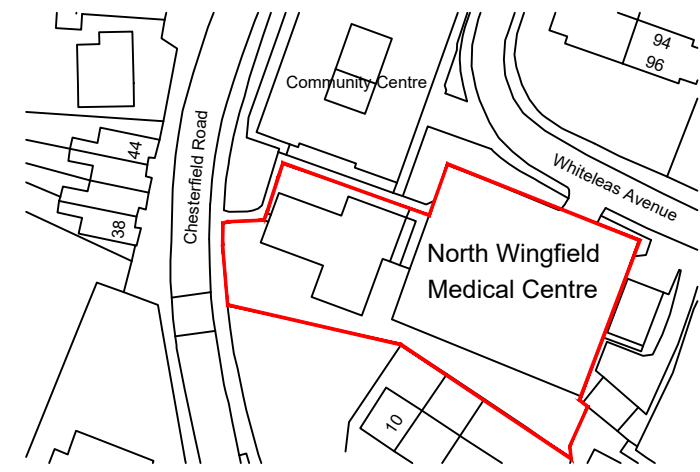 94
96
Community Centre
Chesterfield Road
44
Whiteleas Avenue
38
North Wingfield
Medical Centre
10